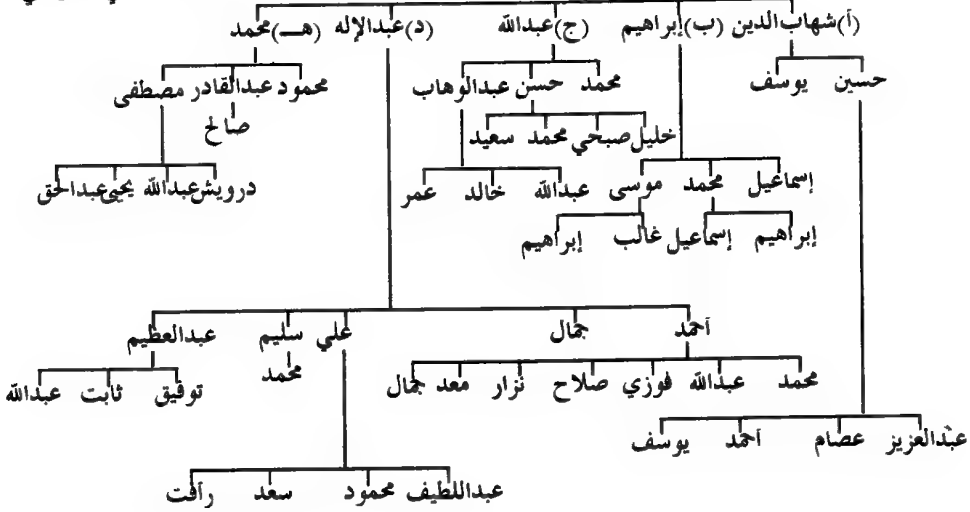 (أ)شهاب الدين (ب)إبراهيم (ج)عبدالله (د)عبدالإله (هـ)محمد
حسين يوسف
محمد حسن عبدالوهاب
محمود عبدالقادر مصطفى
صالح
خليل صبحي محمد سعيد
إسماعيل محمد موسى
عبدالله خالد عمر
درويش عبدالله يحيى عبدالحق
إبراهيم إسماعيل غالب إبراهيم
أحمد جمال علي سليم عبدالعظيم
محمد
محمد عبدالله فوزي صلاح نزار معد جمال
توفيق ثابت عبدالله
عبدالعزيز عصام أحمد يوسف
عبداللطيف محمود سعد رأفت